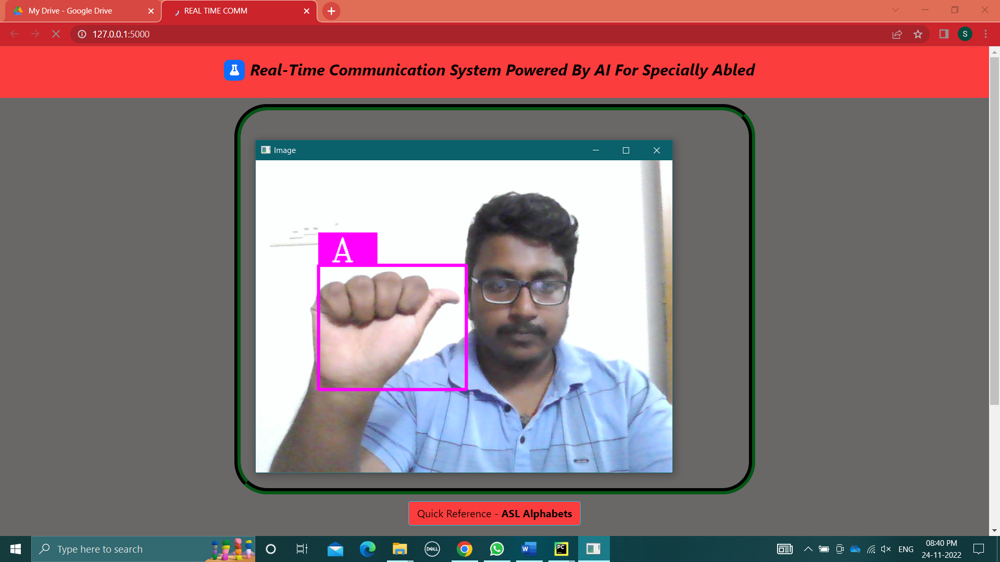 My Drive - Google Drive
REAL TIME COMM
127.0.0.1:5000
S
Real-Time Communication System Powered By AI For Specially Abled
Image
A
Quick Reference - ASL Alphabets
Type here to search
DELL
W
PC
ENG
08:40 PM
24-11-2022